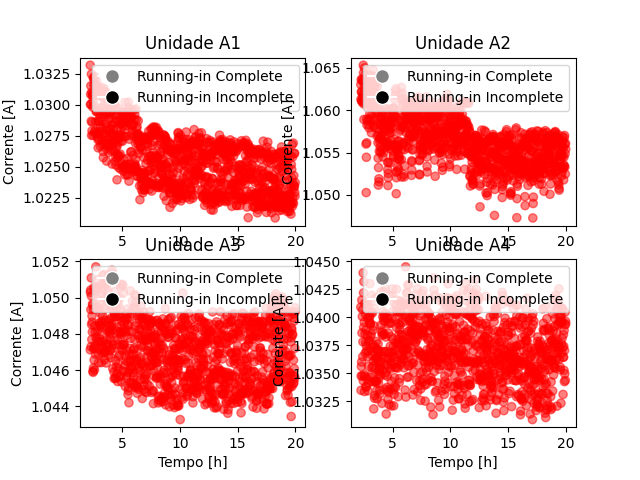 Unidade A1
Corrente [A]
1.0325
1.0300
1.0275
1.0250
1.0225
5
10
15
20
Running-in Complete
Running-in Incomplete
Unidade A2
Corrente [A]
1.065
1.060
1.055
1.050
5
10
15
20
Running-in Complete
Running-in Incomplete
Unidade A3
Corrente [A]
1.052
1.050
1.048
1.046
1.044
5
10
15
20
Tempo [h]
Running-in Complete
Running-in Incomplete
Unidade A4
Corrente [A]
1.0450
1.0425
1.0400
1.0375
1.0350
1.0325
5
10
15
20
Tempo [h]
Running-in Complete
Running-in Incomplete